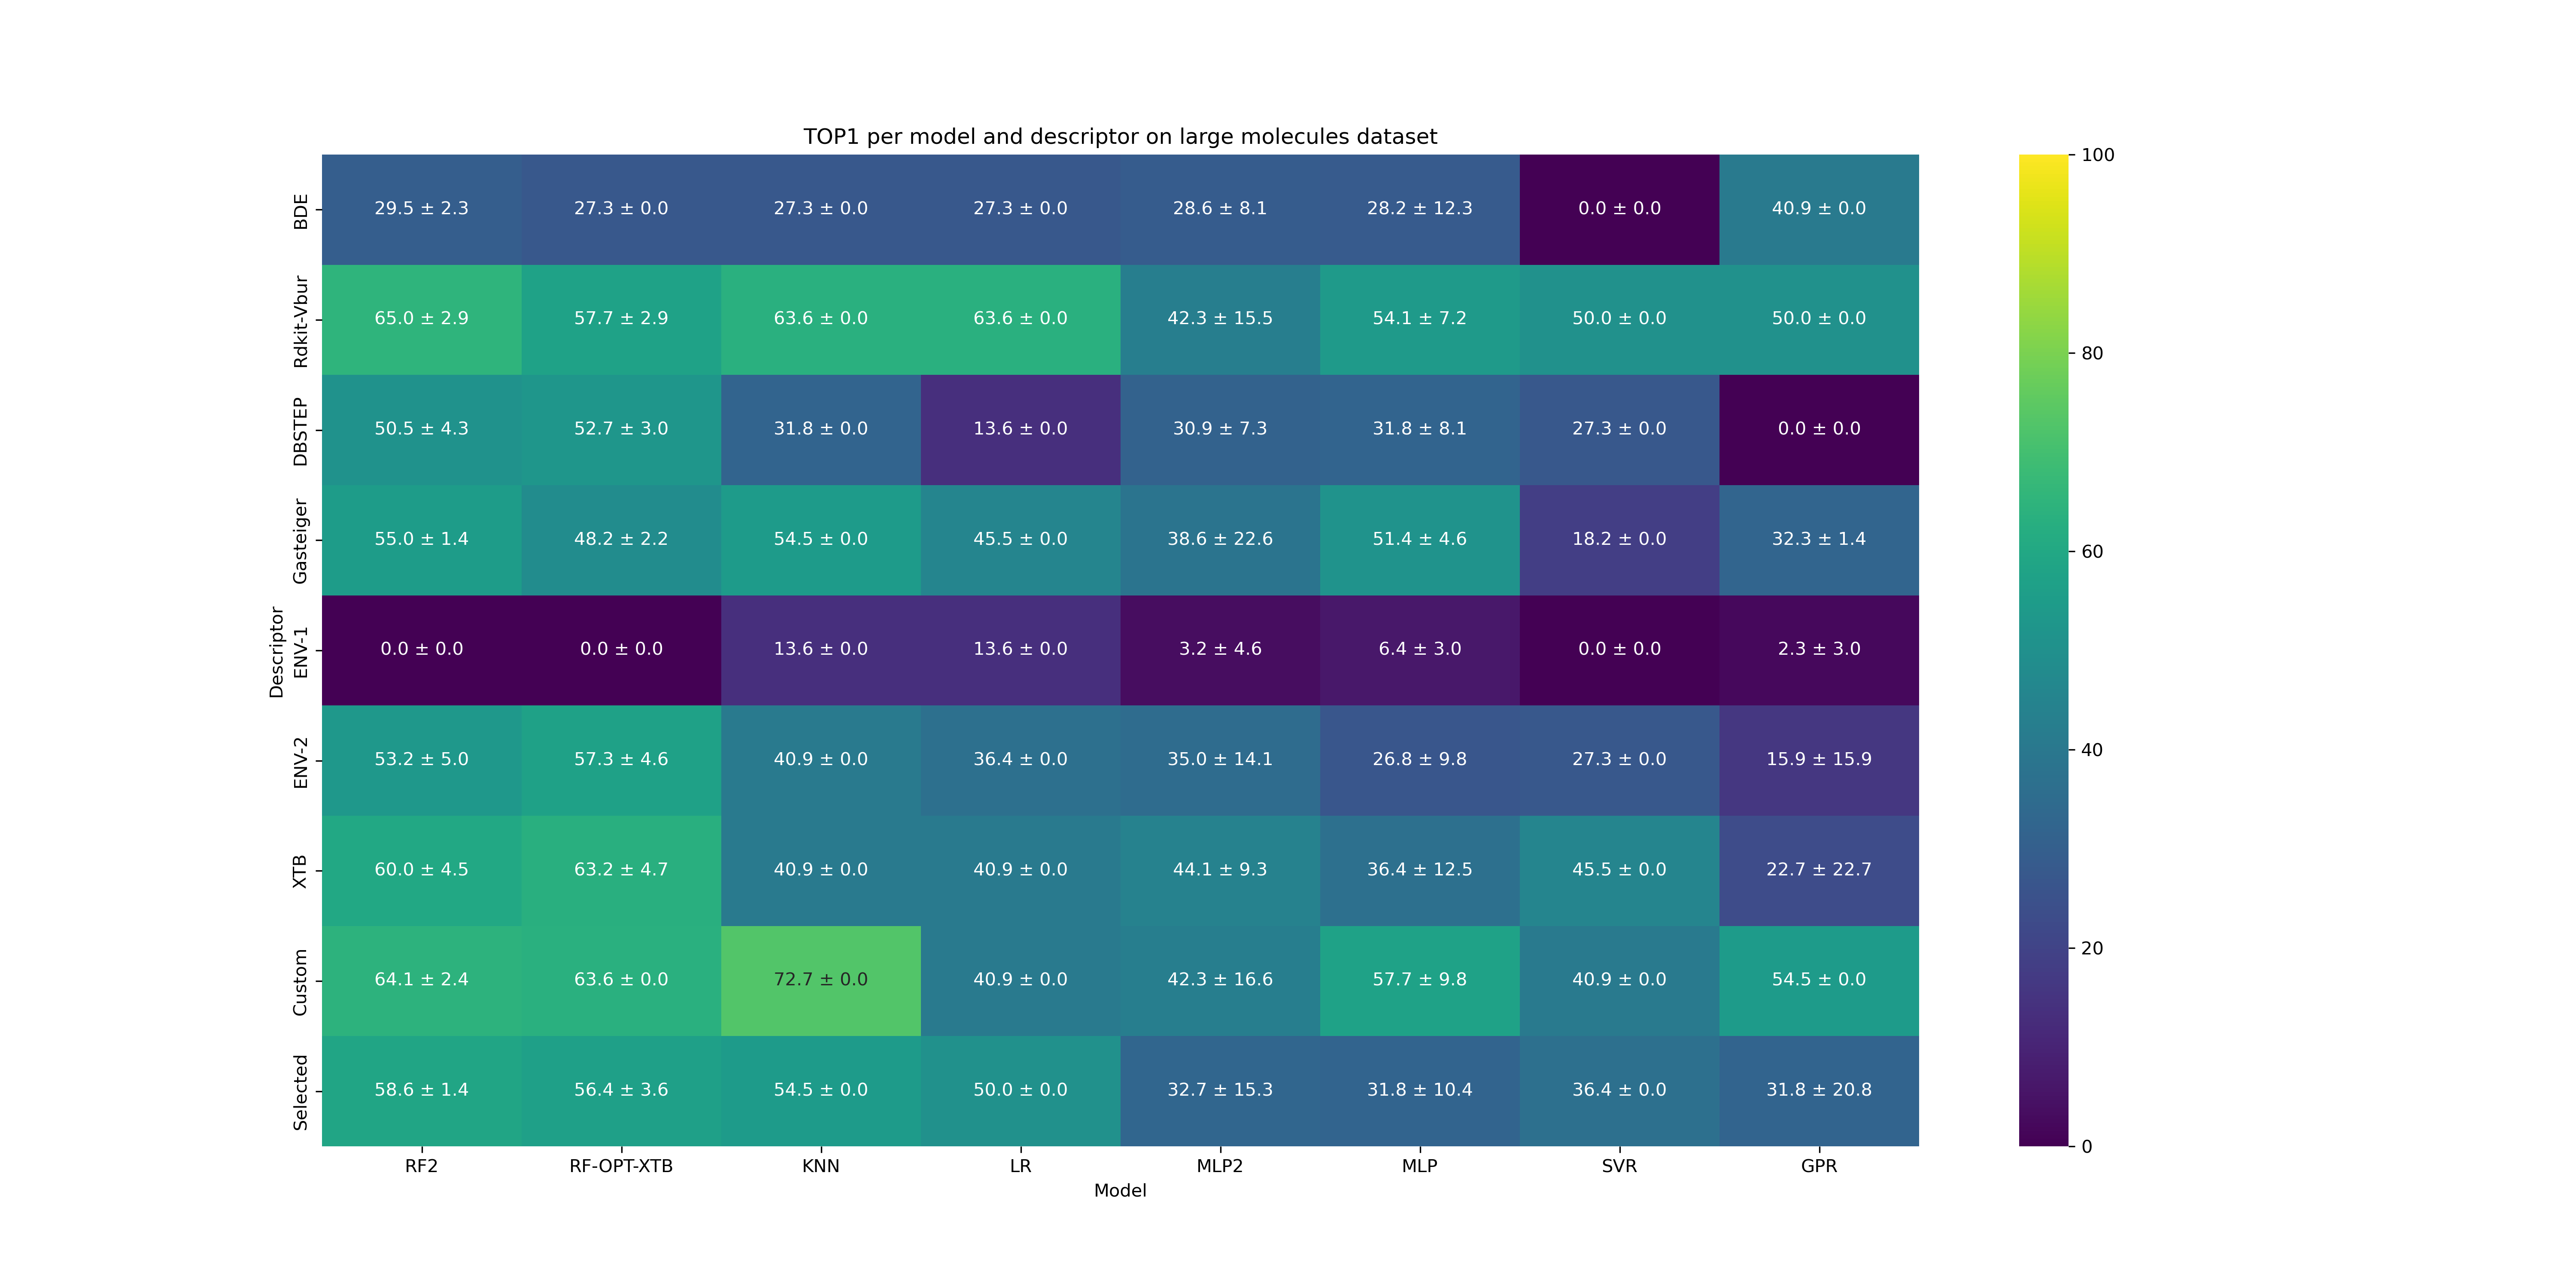 TOP1 per model and descriptor on large molecules dataset
Descriptor
BDE 29.5 ± 2.3 27.3 ± 0.0 27.3 ± 0.0 27.3 ± 0.0 28.6 ± 8.1 28.2 ± 12.3 0.0 ± 0.0 40.9 ± 0.0
Rdkit-Vbur 65.0 ± 2.9 57.7 ± 2.9 63.6 ± 0.0 63.6 ± 0.0 42.3 ± 15.5 54.1 ± 7.2 50.0 ± 0.0 50.0 ± 0.0
DBSTEP 50.5 ± 4.3 52.7 ± 3.0 31.8 ± 0.0 13.6 ± 0.0 30.9 ± 7.3 31.8 ± 8.1 27.3 ± 0.0 0.0 ± 0.0
Gasteiger 55.0 ± 1.4 48.2 ± 2.2 54.5 ± 0.0 45.5 ± 0.0 38.6 ± 22.6 51.4 ± 4.6 18.2 ± 0.0 32.3 ± 1.4
ENV-1 0.0 ± 0.0 0.0 ± 0.0 13.6 ± 0.0 13.6 ± 0.0 3.2 ± 4.6 6.4 ± 3.0 0.0 ± 0.0 2.3 ± 3.0
ENV-2 53.2 ± 5.0 57.3 ± 4.6 40.9 ± 0.0 36.4 ± 0.0 35.0 ± 14.1 26.8 ± 9.8 27.3 ± 0.0 15.9 ± 15.9
XTB 60.0 ± 4.5 63.2 ± 4.7 40.9 ± 0.0 40.9 ± 0.0 44.1 ± 9.3 36.4 ± 12.5 45.5 ± 0.0 22.7 ± 22.7
Custom 64.1 ± 2.4 63.6 ± 0.0 72.7 ± 0.0 40.9 ± 0.0 42.3 ± 16.6 57.7 ± 9.8 40.9 ± 0.0 54.5 ± 0.0
Selected 58.6 ± 1.4 56.4 ± 3.6 54.5 ± 0.0 50.0 ± 0.0 32.7 ± 15.3 31.8 ± 10.4 36.4 ± 0.0 31.8 ± 20.8
RF2 RF-OPT-XTB KNN LR MLP2 MLP SVR GPR
Model
100
80
60
40
20
0